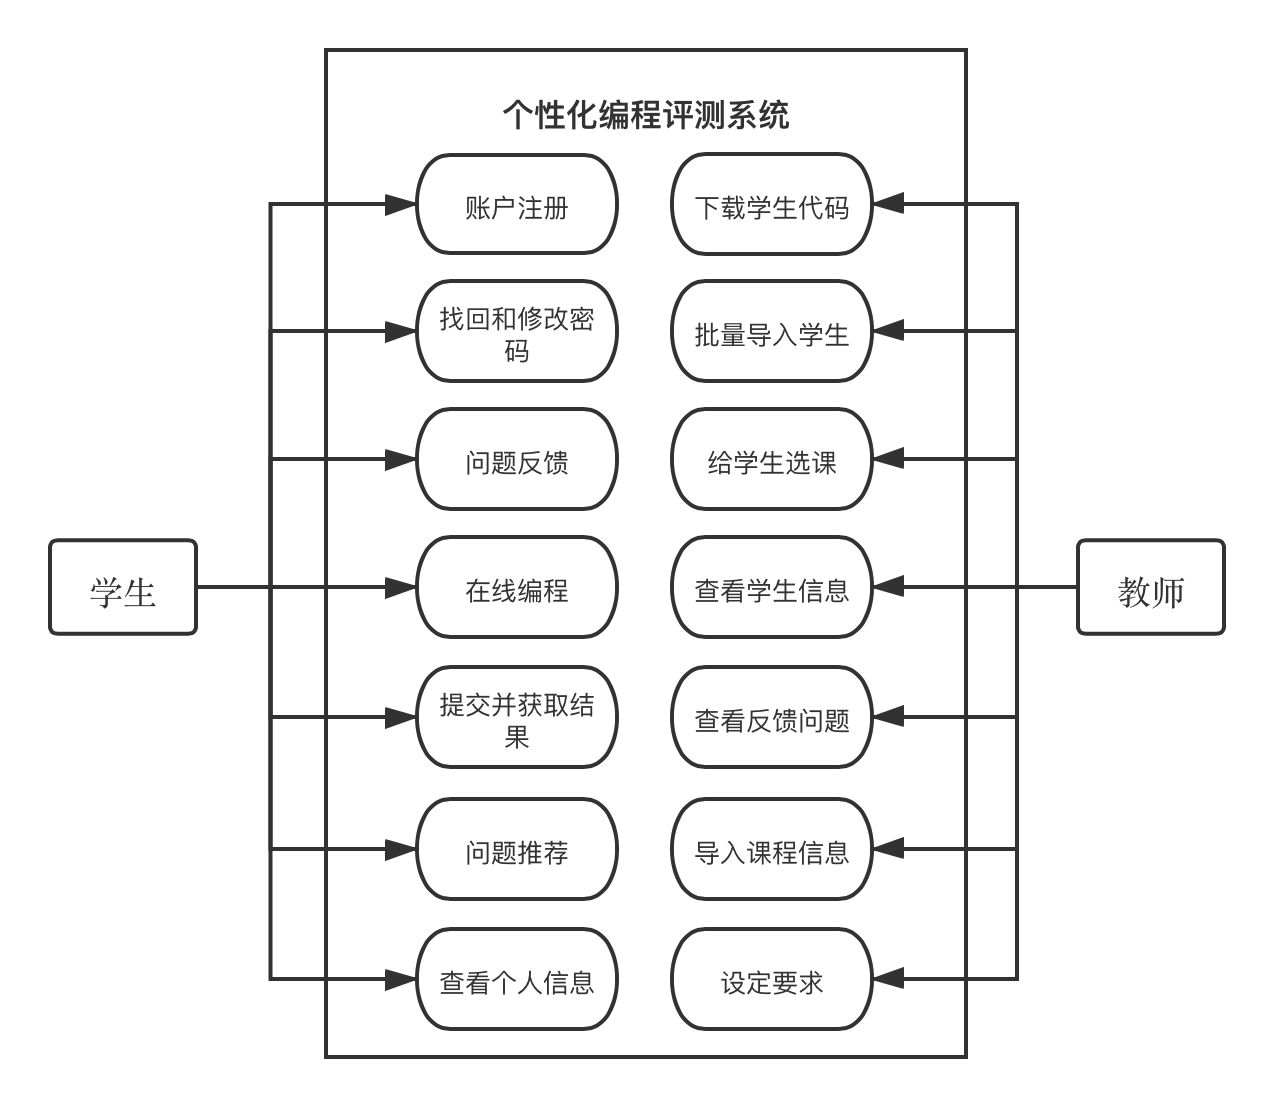 个性化编程评测系统
账户注册
下载学生代码
找回和修改密
码
批量导入学生
问题反馈
给学生选课
学生
在线编程
查看学生信息
教师
提交并获取结
果
查看反馈问题
问题推荐
导入课程信息
查看个人信息
设定要求